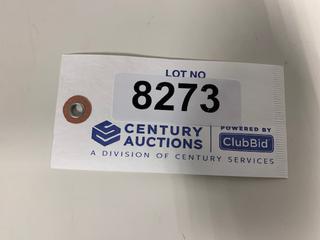 LOT NO
8273
CENTURY
AUCTIONS
POWERED BY
ClubBid
A DIVISION OF CENTURY SERVICES